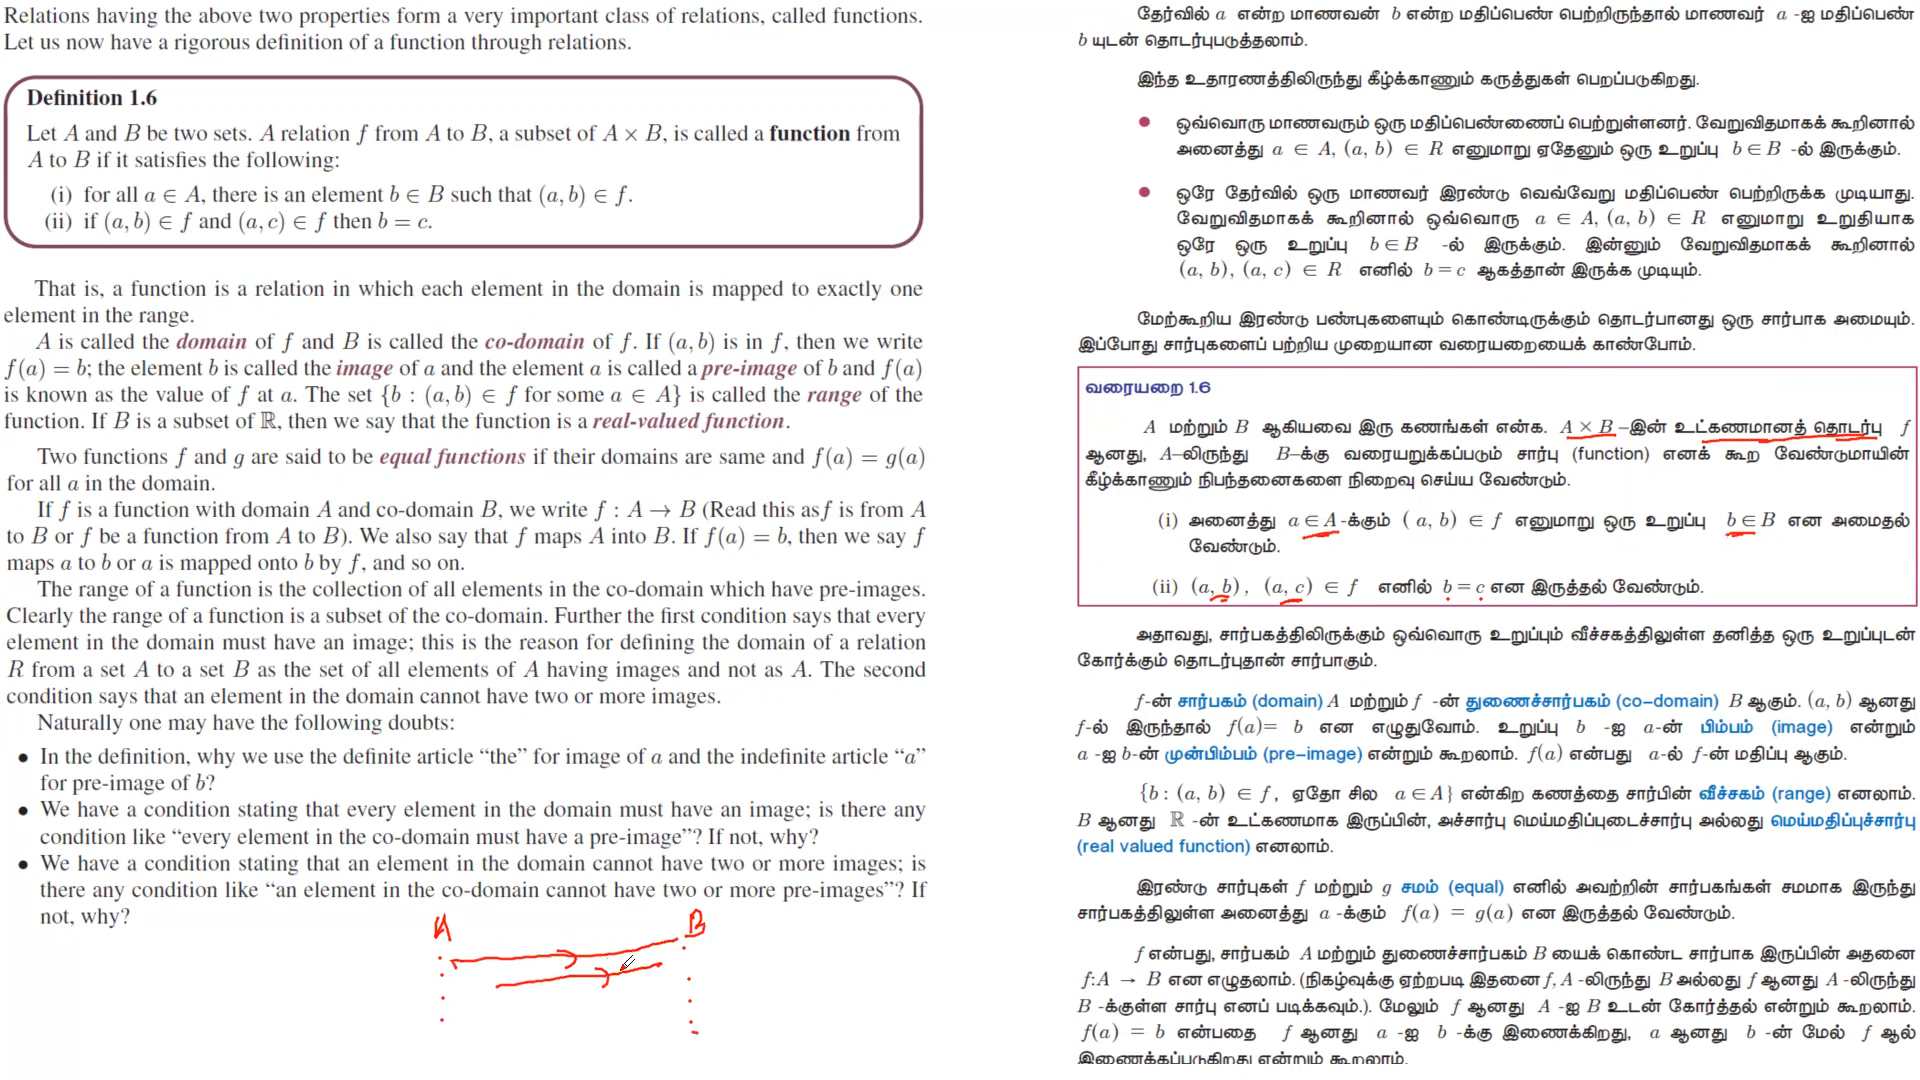 Relations having the above two properties form a very important class of relations, called functions.
Let us now have a rigorous definition of a function through relations.
Definition 1.6
Let A and B be two sets. A relation f from A to B, a subset of A × B, is called a function from
A to B if it satisfies the following:
(i) for all a ∈ A, there is an element b ∈ B such that (a, b) ∈ f.
(ii) if (a, b) ∈ f and (a, c) ∈ f then b = c.
That is, a function is a relation in which each element in the domain is mapped to exactly one
element in the range.
A is called the domain of f and B is called the co-domain of f. If (a, b) is in f, then we write
f(a) = b; the element b is called the image of a and the element a is called a pre-image of b and f(a)
is known as the value of f at a. The set {b : (a, b) ∈ f for some a ∈ A} is called the range of the
function. If B is a subset of ℝ, then we say that the function is a real-valued function.
Two functions f and g are said to be equal functions if their domains are same and f(a) = g(a)
for all a in the domain.
If f is a function with domain A and co-domain B, we write f : A → B (Read this asf is from A
to B or f be a function from A to B). We also say that f maps A into B. If f(a) = b, then we say f
maps a to b or a is mapped onto b by f, and so on.
The range of a function is the collection of all elements in the co-domain which have pre-images.
Clearly the range of a function is a subset of the co-domain. Further the first condition says that every
element in the domain must have an image; this is the reason for defining the domain of a relation
R from a set A to a set B as the set of all elements of A having images and not as A. The second
condition says that an element in the domain cannot have two or more images.
Naturally one may have the following doubts:
• In the definition, why we use the definite article “the” for image of a and the indefinite article “a”
for pre-image of b?
• We have a condition stating that every element in the domain must have an image; is there any
condition like “every element in the co-domain must have a pre-image”? If not, why?
• We have a condition stating that an element in the domain cannot have two or more images; is
there any condition like “an element in the co-domain cannot have two or more pre-images”? If
not, why?
A B
தேர்வில் a என்ற மாணவன் b என்ற மதிப்பெண் பெற்றிருந்தால் மாணவர் a -ஐ மதிப்பெண்
b யுடன் தொடர்புபடுத்தலாம்.
இந்த உதாரணத்திலிருந்து கீழ்க்காணும் கருத்துகள் பெறப்படுகிறது.
• ஒவ்வொரு மாணவரும் ஒரு மதிப்பெண்ணைப் பெற்றுள்ளனர். வேறுவிதமாகக் கூறினால்
அனைத்து a ∈ A, (a, b) ∈ R எனுமாறு ஏதேனும் ஒரு உறுப்பு b∈B -ல் இருக்கும்.
• ஒரே தேர்வில் ஒரு மாணவர் இரண்டு வெவ்வேறு மதிப்பெண் பெற்றிருக்க முடியாது.
வேறுவிதமாகக் கூறினால் ஒவ்வொரு a ∈ A, (a, b) ∈ R எனுமாறு உறுதியாக
ஒரே ஒரு உறுப்பு b∈B -ல் இருக்கும். இன்னும் வேறுவிதமாகக் கூறினால்
(a, b), (a, c) ∈ R எனில் b=c ஆகத்தான் இருக்க முடியும்.
மேற்கூறிய இரண்டு பண்புகளையும் கொண்டிருக்கும் தொடர்பானது ஒரு சார்பாக அமையும்.
இப்போது சார்புகளைப் பற்றிய முறையான வரையறையைக் காண்போம்.
வரையறை 1.6
A மற்றும் B ஆகியவை இரு கணங்கள் என்க. A × B –இன் உட்கணமானத் தொடர்பு f
ஆனது, A–லிருந்து B–க்கு வரையறுக்கப்படும் சார்பு (function) எனக் கூற வேண்டுமாயின்
கீழ்க்காணும் நிபந்தனைகளை நிறைவு செய்ய வேண்டும்.
(i) அனைத்து a∈A-க்கும் ( a, b) ∈ f எனுமாறு ஒரு உறுப்பு b∈B என அமைதல்
வேண்டும்.
(ii) (a, b), (a, c) ∈ f எனில் b=c என இருத்தல் வேண்டும்.
அதாவது, சார்பகத்திலிருக்கும் ஒவ்வொரு உறுப்பும் வீச்சகத்திலுள்ள தனித்த ஒரு உறுப்புடன்
கோர்க்கும் தொடர்புதான் சார்பாகும்.
f-ன் சார்பகம் (domain) A மற்றும் f -ன் துணைச்சார்பகம் (co–domain) B ஆகும். (a, b) ஆனது
f-ல் இருந்தால் f(a)= b என எழுதுவோம். உறுப்பு b -ஐ a-ன் பிம்பம் (image) என்றும்
a -ஐ b-ன் முன்பிம்பம் (pre–image) என்றும் கூறலாம். f(a) என்பது a-ல் f-ன் மதிப்பு ஆகும்.
{b : (a, b) ∈ f, ஏதோ சில a∈A} என்கிற கணத்தை சார்பின் வீச்சகம் (range) எனலாம்.
B ஆனது ℝ -ன் உட்கணமாக இருப்பின், அச்சார்பு மெய்மதிப்புடைச்சார்பு அல்லது மெய்மதிப்புச்சார்பு
(real valued function) எனலாம்.
இரண்டு சார்புகள் f மற்றும் g சமம் (equal) எனில் அவற்றின் சார்பகங்கள் சமமாக இருந்து
சார்பகத்திலுள்ள அனைத்து a -க்கும் f(a) = g(a) என இருத்தல் வேண்டும்.
f என்பது, சார்பகம் A மற்றும் துணைச்சார்பகம் B யைக் கொண்ட சார்பாக இருப்பின் அதனை
f:A → B என எழுதலாம். (நிகழ்வுக்கு ஏற்றபடி இதனை f, A -லிருந்து B அல்லது f ஆனது A -லிருந்து
B -க்குள்ள சார்பு எனப் படிக்கவும்.). மேலும் f ஆனது A -ஐ B உடன் கோர்த்தல் என்றும் கூறலாம்.
f(a) = b என்பதை f ஆனது a -ஐ b -க்கு இணைக்கிறது, a ஆனது b -ன் மேல் f ஆல்
இணைக்கப்படுகிறது என்றும் கூறலாம்.